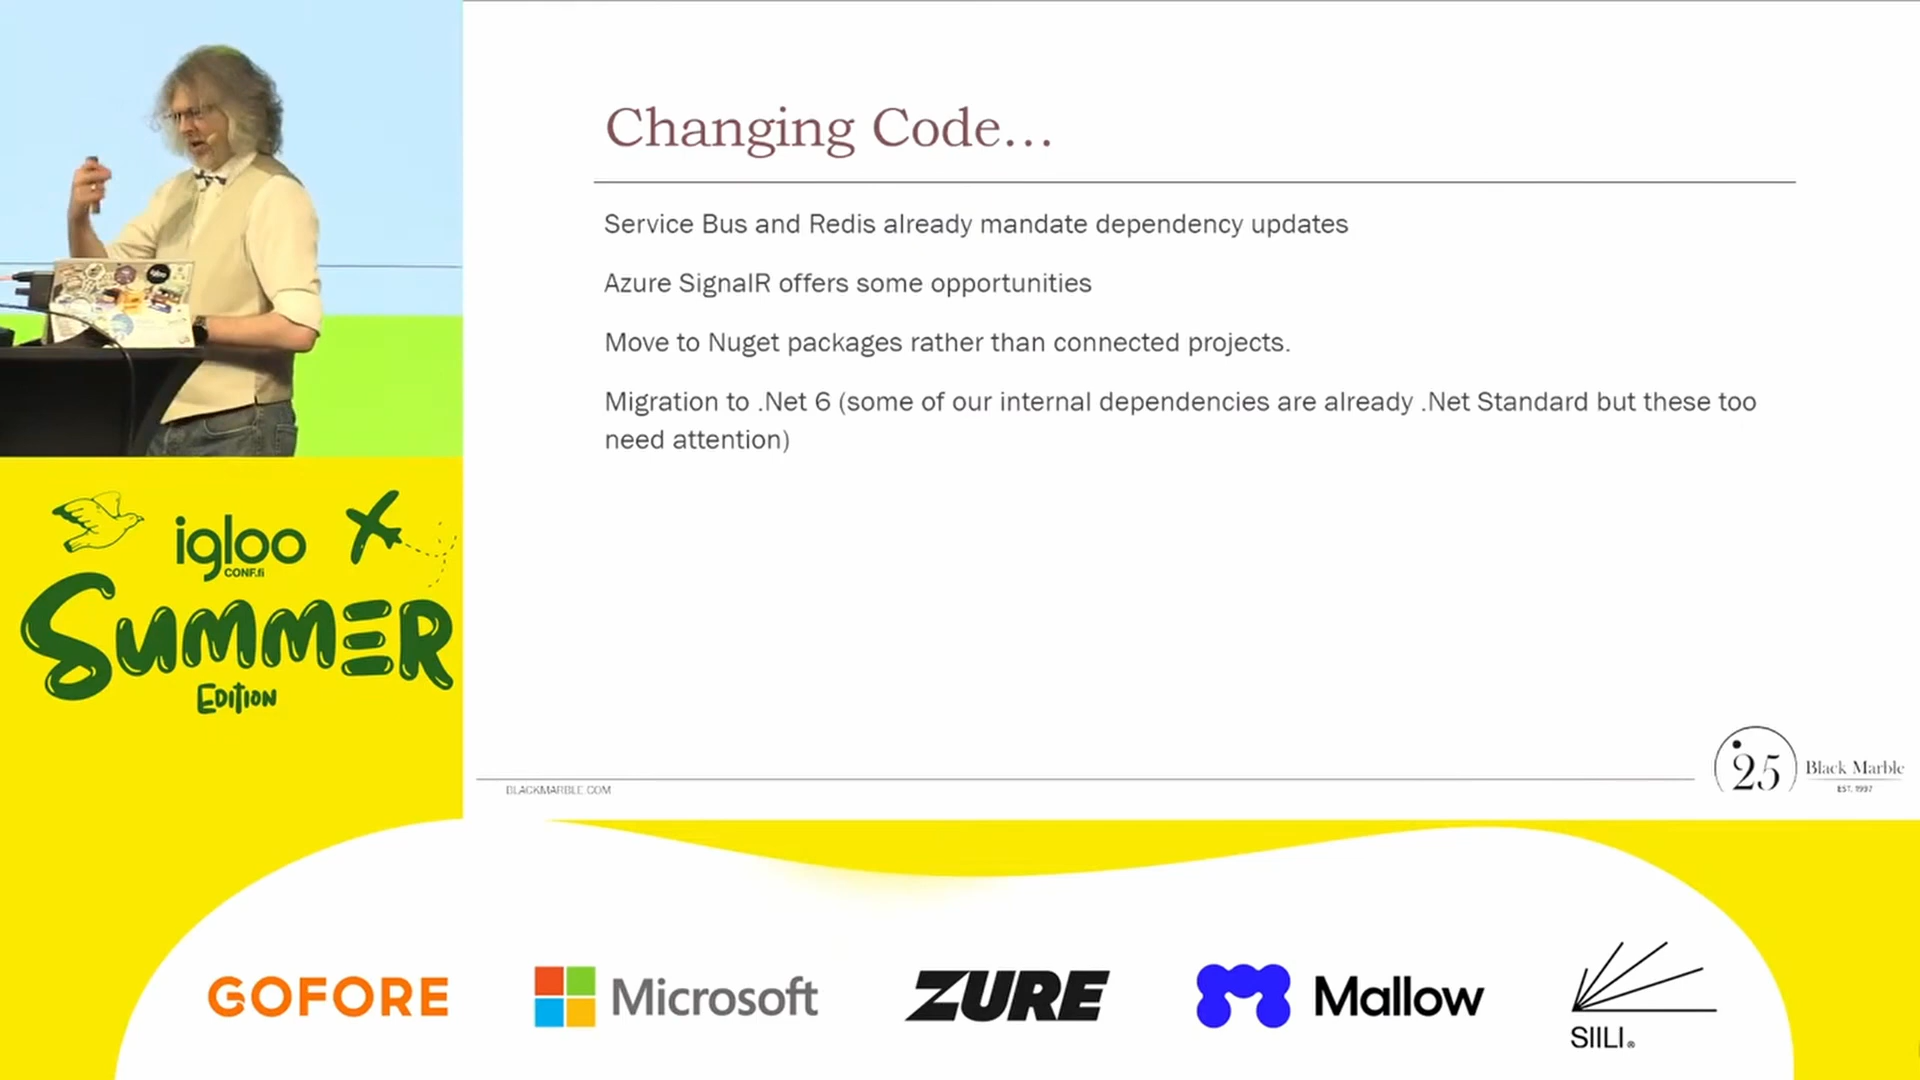 Changing Code...
Service Bus and Redis already mandate dependency updates
Azure SignalR offers some opportunities
Move to Nuget packages rather than connected projects.
Migration to .Net 6 (some of our internal dependencies are already .Net Standard but these too
need attention)
BLACKMARBLE.COM
25
Black Marble
EST. 1997
igloo
CONF.fi
SUMMER
EDITION
GOFORE
Microsoft
ZURE
Mallow
SIILI®